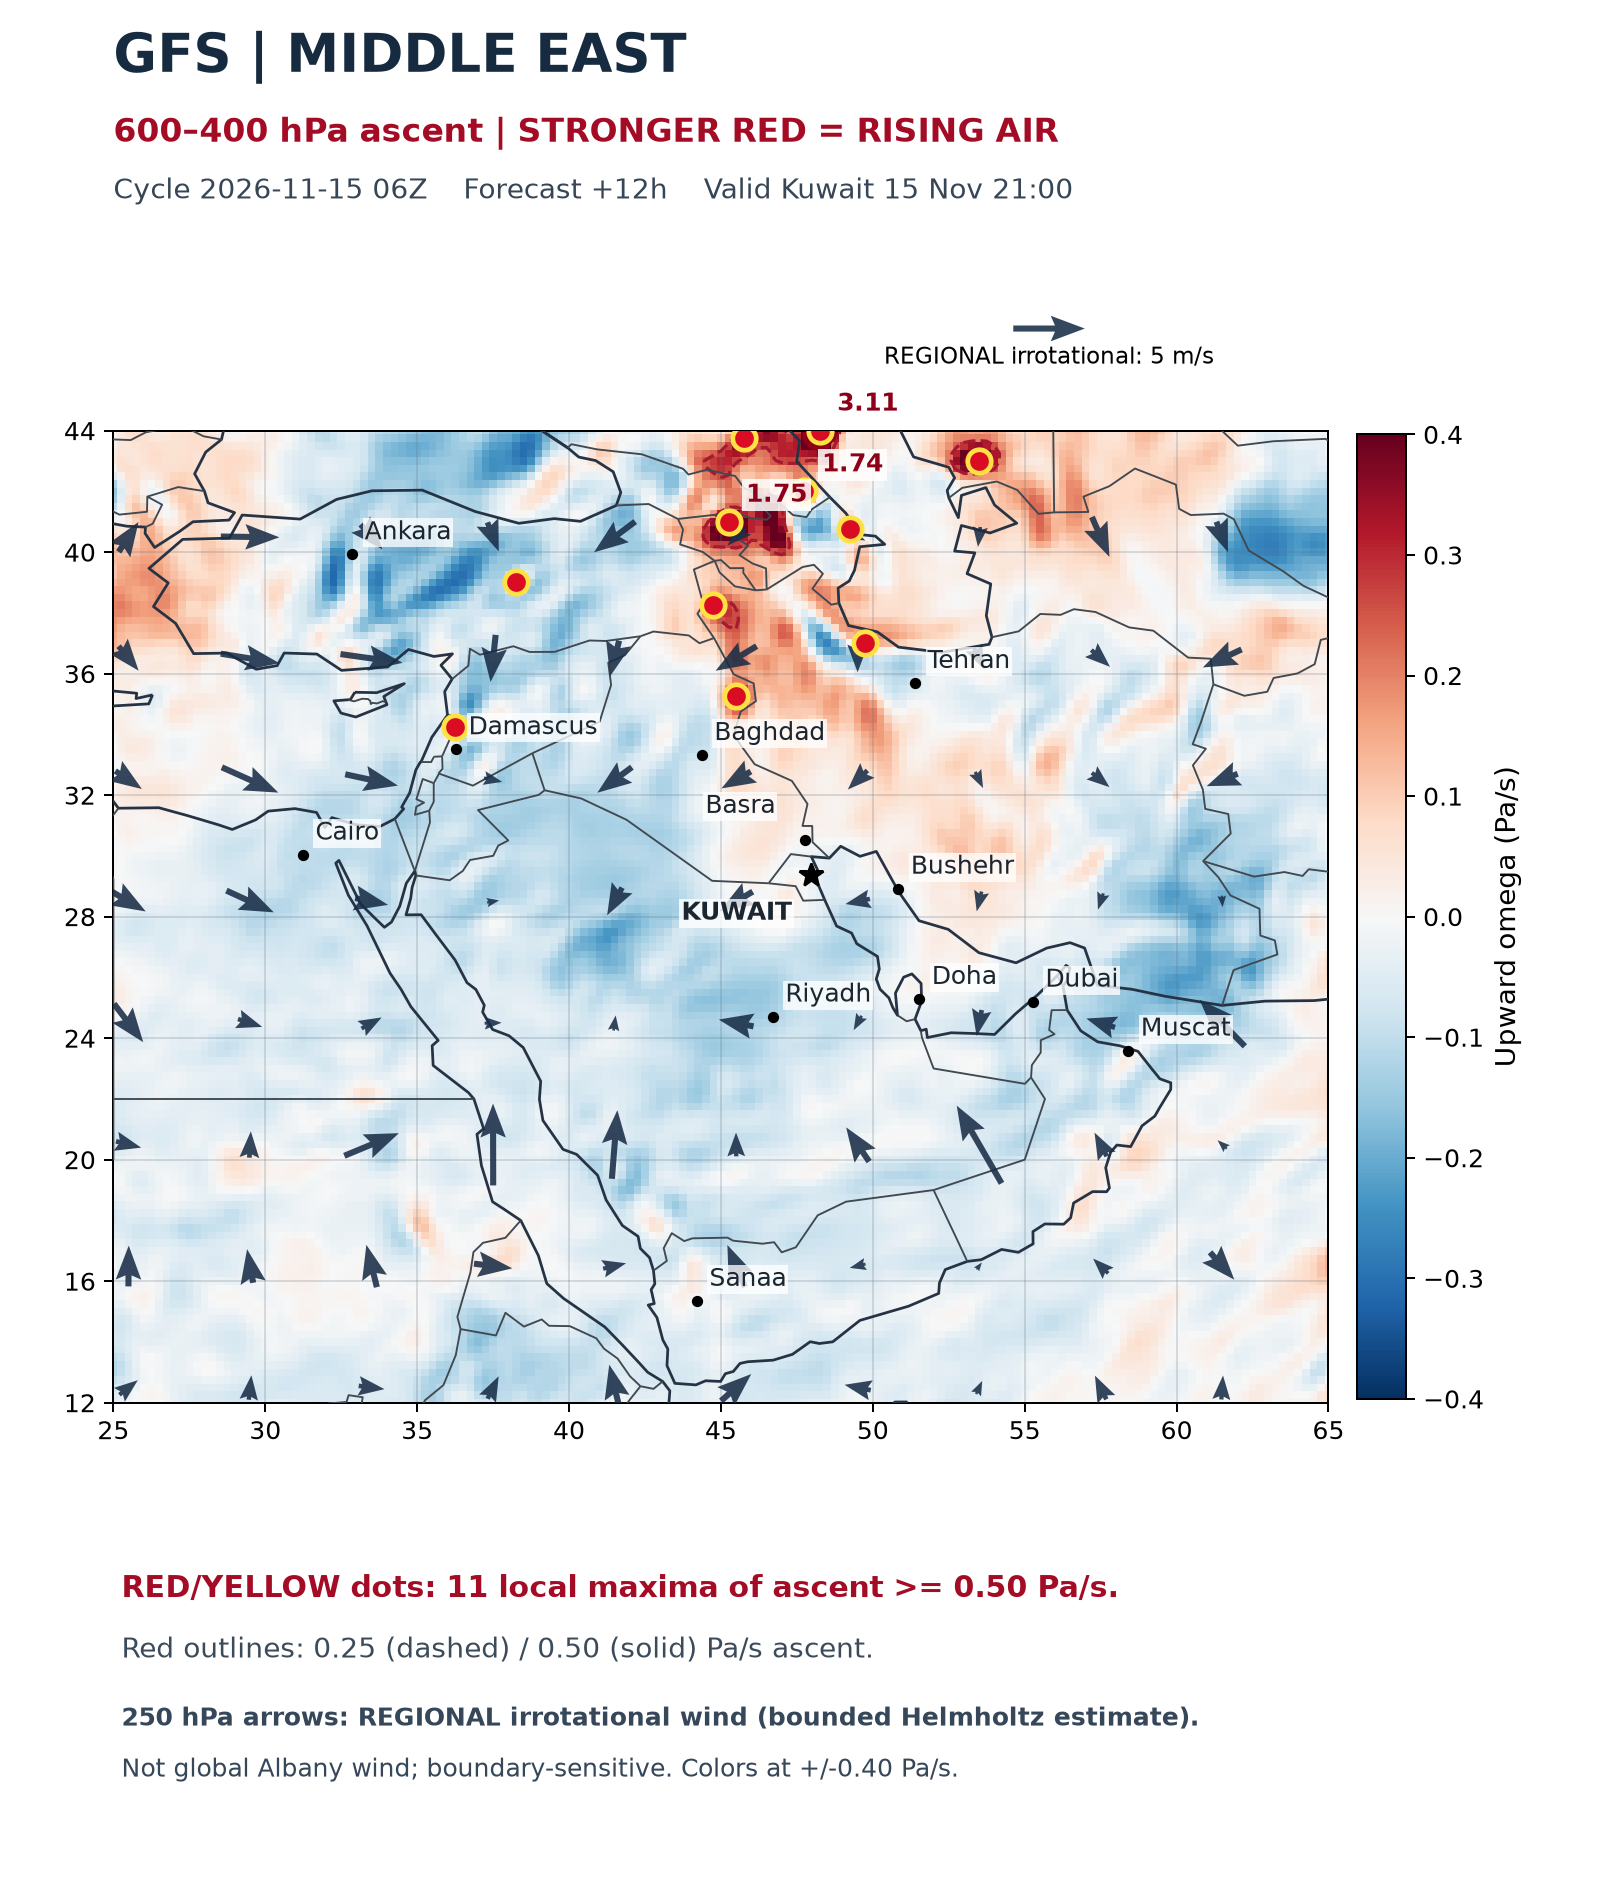 GFS | MIDDLE EAST
600–400 hPa ascent | STRONGER RED = RISING AIR
Cycle 2026-11-15 06Z    Forecast +12h    Valid Kuwait 15 Nov 21:00
REGIONAL irrotational: 5 m/s
3.11
1.74
1.75
Ankara
Tehran
Damascus
Baghdad
Basra
Cairo
Bushehr
KUWAIT
Doha
Dubai
Riyadh
Muscat
Sanaa
44
40
36
32
28
24
20
16
12
25 30 35 40 45 50 55 60 65
0.4
0.3
0.2
0.1
0.0
−0.1
−0.2
−0.3
−0.4
Upward omega (Pa/s)
RED/YELLOW dots: 11 local maxima of ascent >= 0.50 Pa/s.
Red outlines: 0.25 (dashed) / 0.50 (solid) Pa/s ascent.
250 hPa arrows: REGIONAL irrotational wind (bounded Helmholtz estimate).
Not global Albany wind; boundary-sensitive. Colors at +/-0.40 Pa/s.